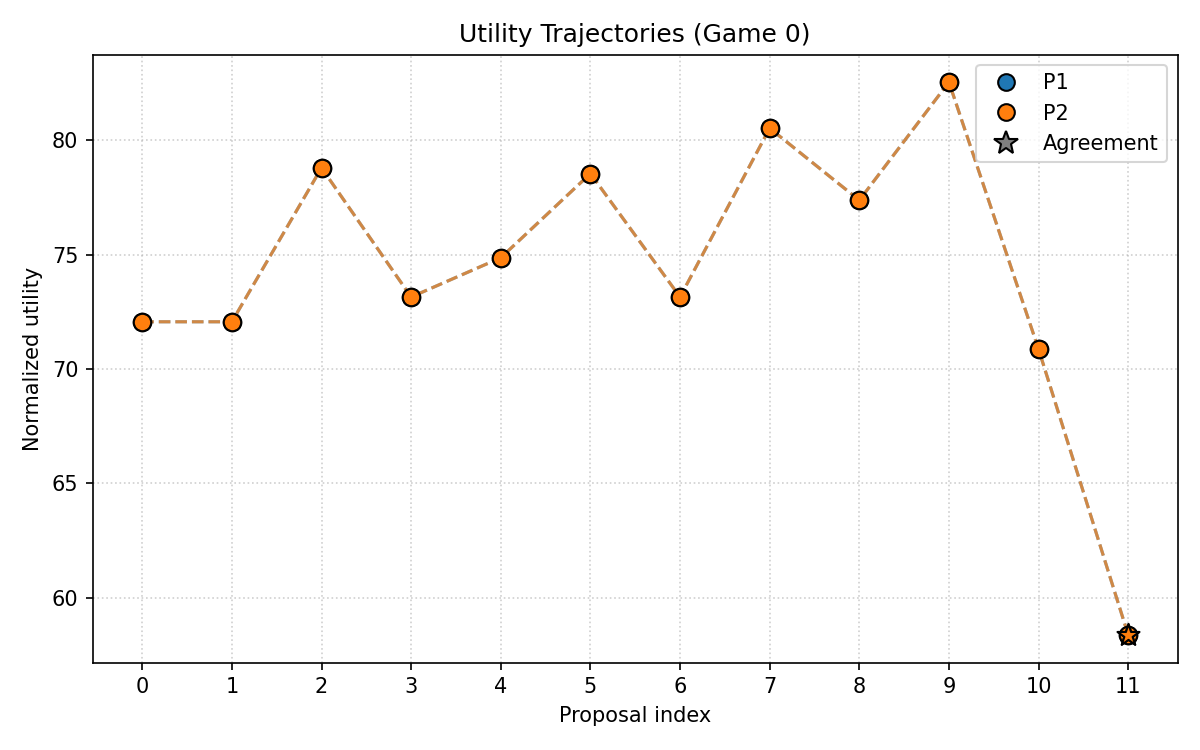 Utility Trajectories (Game 0)
P1
P2
Agreement
Normalized utility
80
75
70
65
60
0 1 2 3 4 5 6 7 8 9 10 11
Proposal index